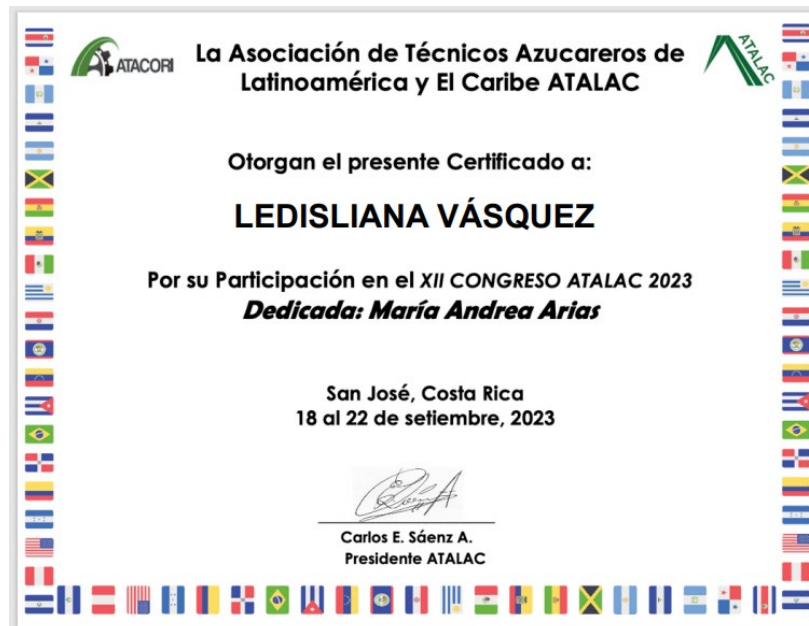 ATACORI
La Asociación de Técnicos Azucareros de
Latinoamérica y El Caribe ATALAC
ATALAC
Otorgan el presente Certificado a:
LEDISLIANA VÁSQUEZ
Por su Participación en el XII CONGRESO ATALAC 2023
Dedicada: María Andrea Arias
San José, Costa Rica
18 al 22 de setiembre, 2023
Carlos E. Sáenz A.
Presidente ATALAC